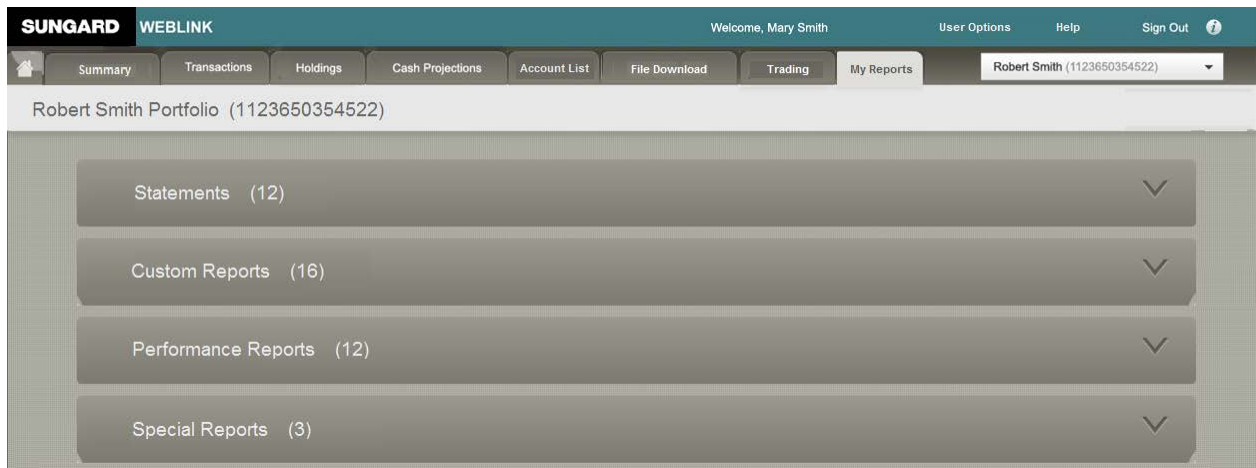 SUNGARD WEBLINK Welcome, Mary Smith User Options Help Sign Out i
Summary Transactions Holdings Cash Projections Account List File Download Trading My Reports Robert Smith (1123650354522)
Robert Smith Portfolio (1123650354522)
Statements (12)
Custom Reports (16)
Performance Reports (12)
Special Reports (3)